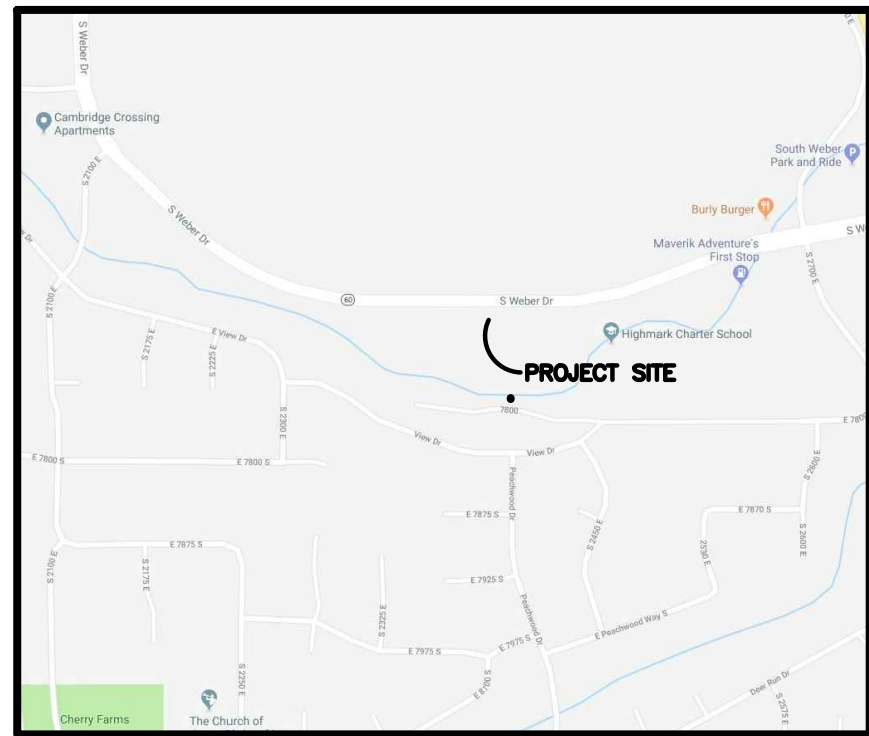 S Weber Dr
Cambridge Crossing
Apartments
S 2100 E
South Weber
Park and Ride
P
Burly Burger
S Weber Dr
Maverik Adventure's
First Stop
S W
S 2700 E
S 2100 E
60
S Weber Dr
Highmark Charter School
S 2175 E
S 2225 E
E View Dr
PROJECT SITE
7800
E 780
S 2300 E
View Dr
View Dr
E 7800 S
E 7800 S
Peachwood Dr
S 2600 E
E 7875 S
E 7870 S
S 2450 E
2530 E
S 2600 E
E 7875 S
S 2100 E
S 2175 E
E 7925 S
S 2325 E
Peachwood Dr
E Peachwood Way S
E 7975 S
E 7975 S
S 2250 E
E 8100 S
Deer Run Dr
S 2575 E
Cherry Farms
The Church of